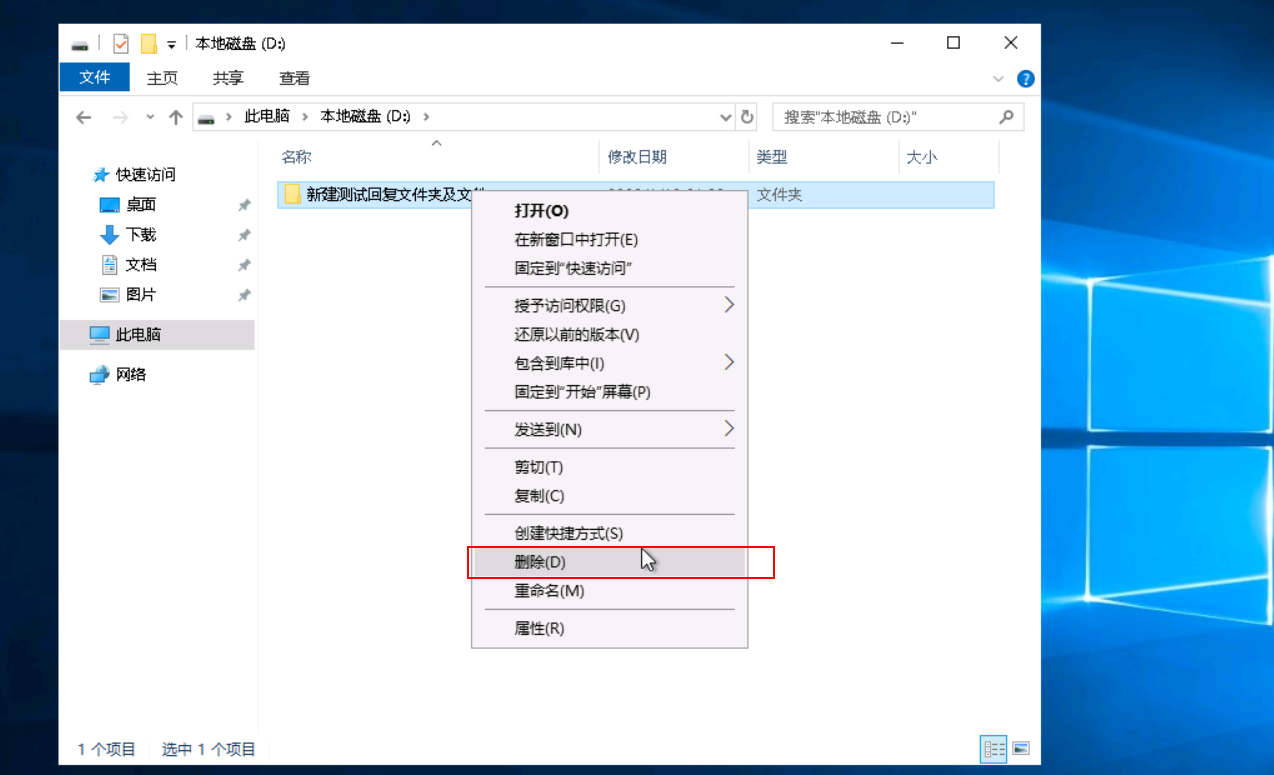 本地磁盘 (D:)
文件 主页 共享 查看
此电脑 本地磁盘 (D:) 搜索"本地磁盘 (D:)"
名称 修改日期 类型 大小
快速访问
桌面
下载
文档
图片
此电脑
网络
新建测试回复文件夹及文 文件夹
打开(O)
在新窗口中打开(E)
固定到"快速访问"
授予访问权限(G)
还原以前的版本(V)
包含到库中(I)
固定到"开始"屏幕(P)
发送到(N)
剪切(T)
复制(C)
创建快捷方式(S)
删除(D)
重命名(M)
属性(R)
1 个项目 选中 1 个项目